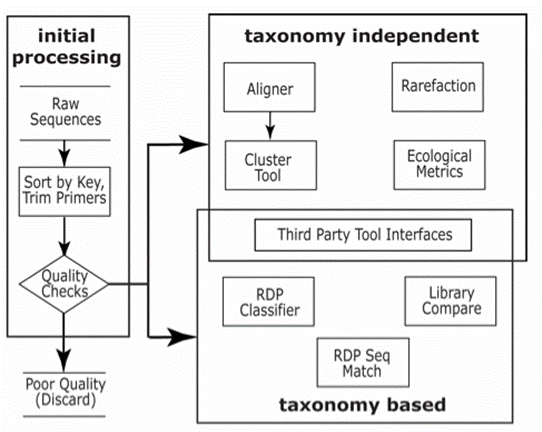 initial
processing
Raw
Sequences
Sort by Key,
Trim Primers
Quality
Checks
Poor Quality
(Discard)
taxonomy independent
Aligner
Rarefaction
Cluster
Tool
Ecological
Metrics
Third Party Tool Interfaces
RDP
Classifier
Library
Compare
RDP Seq
Match
taxonomy based